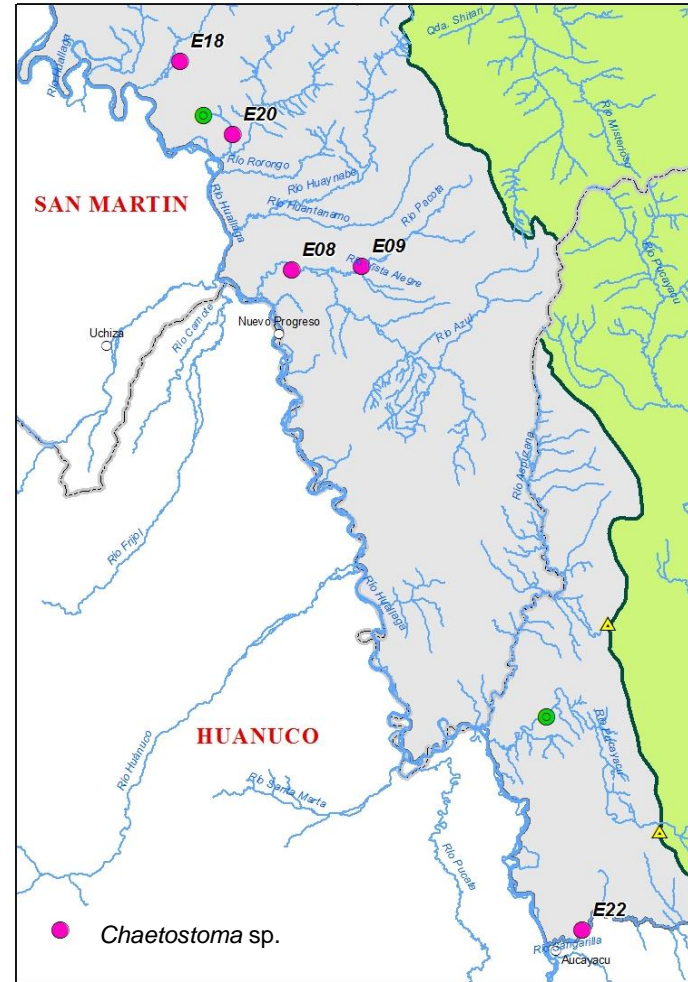 Qda. Shitari
E18
Río Huallaga
E20
Río Misterioso
Río Rorongo
Río Huaynabe
SAN MARTIN
Río Huantanamo
Río Pacota
Río Huallaga
E08
E09
Río Vista Alegre
Río Pucayacu
Nuevo Progreso
Río Camote
Uchiza
Río Azul
Río Aspuzana
Río Frijol
Río Huallaga
HUANUCO
Río Huánuco
Río Pucayacu
Río Santa Marta
Río Pucate
E22
Chaetostoma sp.
Río Sangarilla
Aucayacu